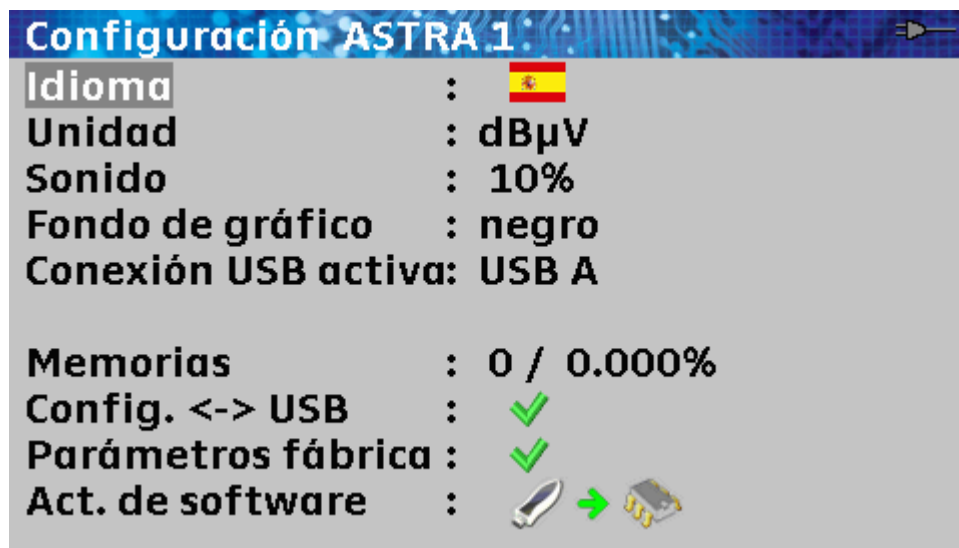 Configuración ASTRA 1
Idioma :
Unidad : dBµV
Sonido : 10%
Fondo de gráfico : negro
Conexión USB activa: USB A
Memorias : 0 / 0.000%
Config. <-> USB :
Parámetros fábrica :
Act. de software :